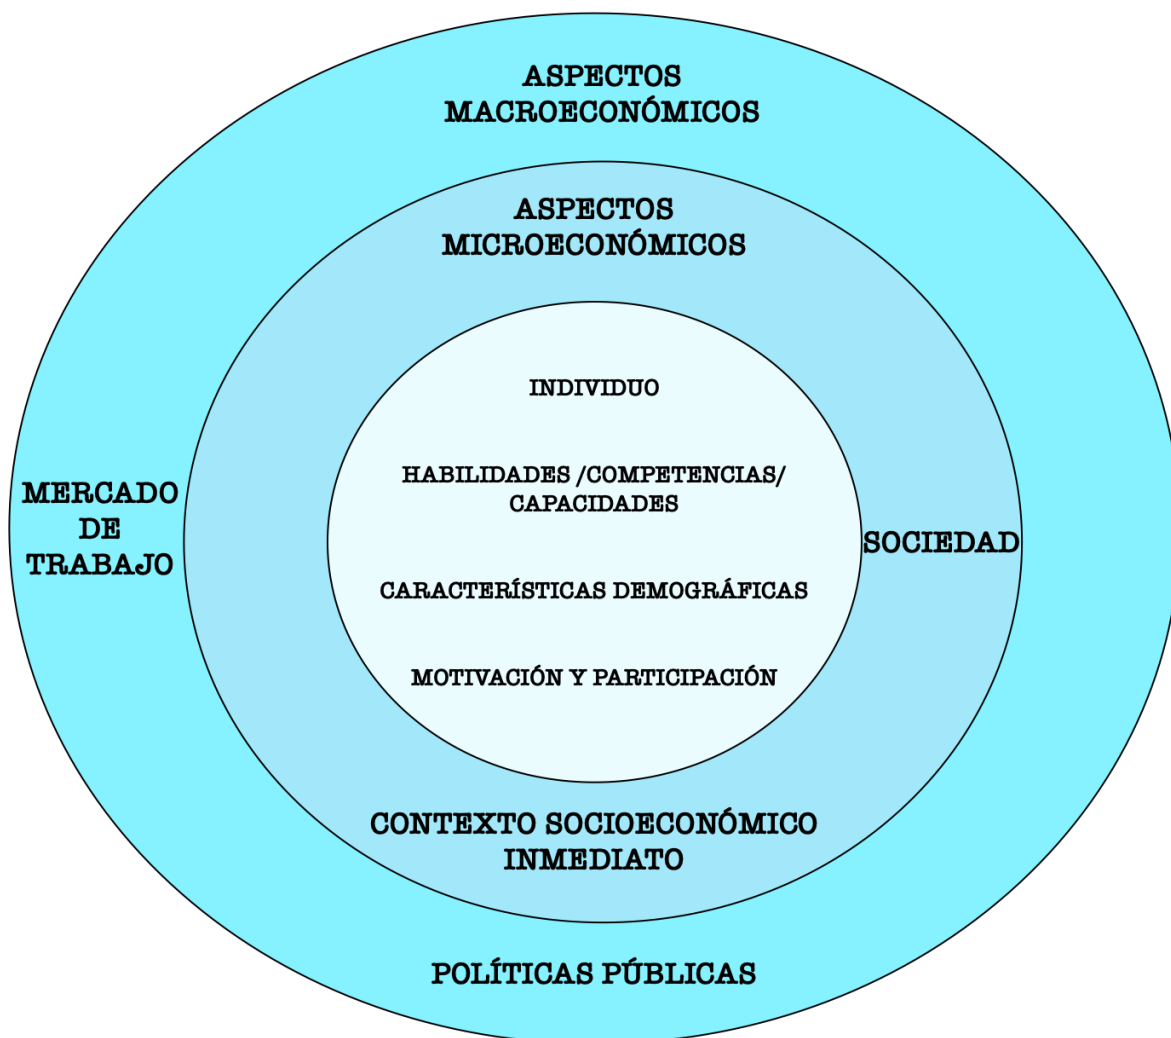 ASPECTOS
MACROECONÓMICOS
ASPECTOS
MICROECONÓMICOS
INDIVIDUO
HABILIDADES /COMPETENCIAS/
CAPACIDADES
MERCADO
DE
TRABAJO
SOCIEDAD
CARACTERÍSTICAS DEMOGRÁFICAS
MOTIVACIÓN Y PARTICIPACIÓN
CONTEXTO SOCIOECONÓMICO
INMEDIATO
POLÍTICAS PÚBLICAS